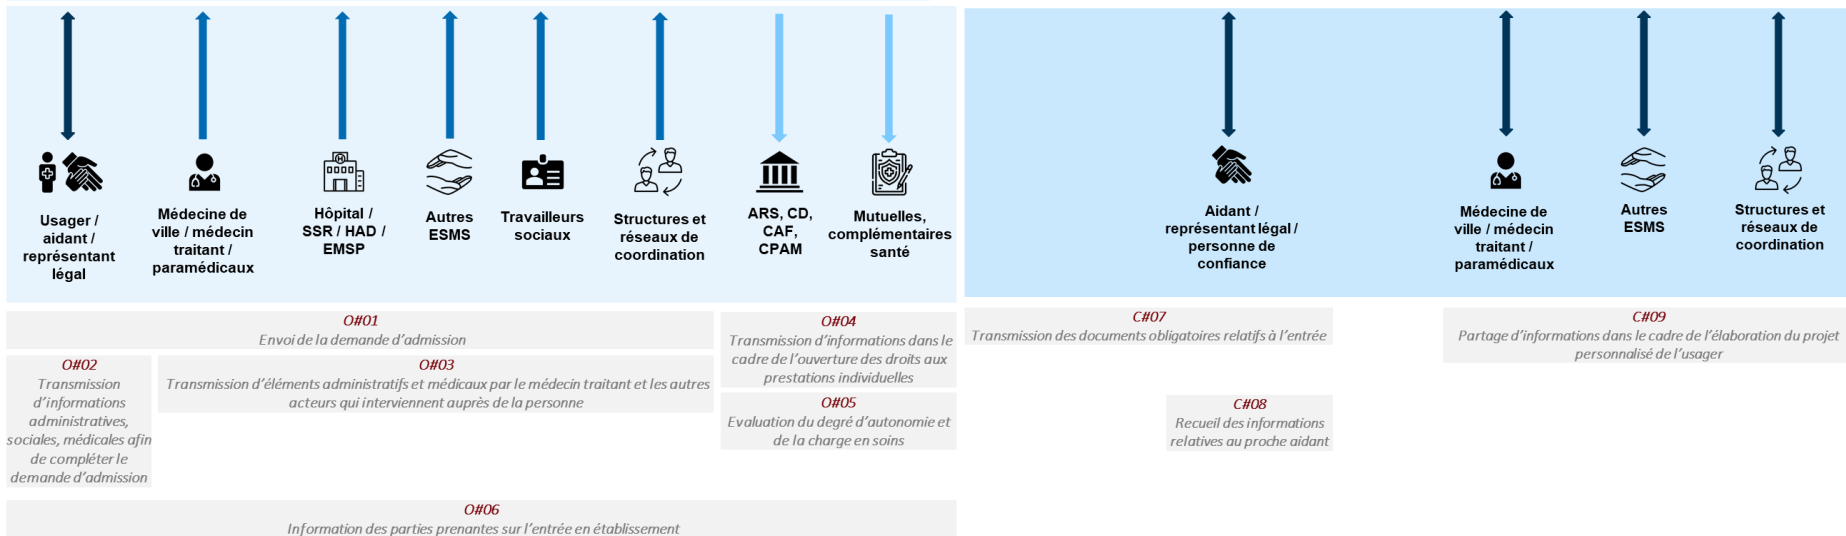 Usager /
aidant /
représentant
légal
Médecine de
ville / médecin
traitant /
paramédicaux
Hôpital /
SSR / HAD /
EMSP
Autres
ESMS
Travailleurs
sociaux
Structures et
réseaux de
coordination
ARS, CD,
CAF,
CPAM
Mutuelles,
complémentaires
santé
Aidant /
représentant légal /
personne de
confiance
Médecine de
ville / médecin
traitant /
paramédicaux
Autres
ESMS
Structures et
réseaux de
coordination
O#01
Envoi de la demande d'admission
O#02
Transmission
d'informations
administratives,
sociales, médicales afin
de compléter le
demande d'admission
O#03
Transmission d'éléments administratifs et médicaux par le médecin traitant et les autres
acteurs qui interviennent auprès de la personne
O#04
Transmission d'informations dans le
cadre de l'ouverture des droits aux
prestations individuelles
O#05
Evaluation du degré d'autonomie et
de la charge en soins
O#06
Information des parties prenantes sur l'entrée en établissement
C#07
Transmission des documents obligatoires relatifs à l'entrée
C#08
Recueil des informations
relatives au proche aidant
C#09
Partage d'informations dans le cadre de l'élaboration du projet
personnalisé de l'usager